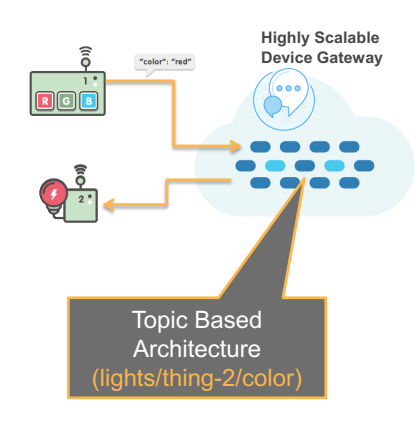 Highly Scalable
Device Gateway
"color": "red"
1
R G B
2
Topic Based
Architecture
(lights/thing-2/color)